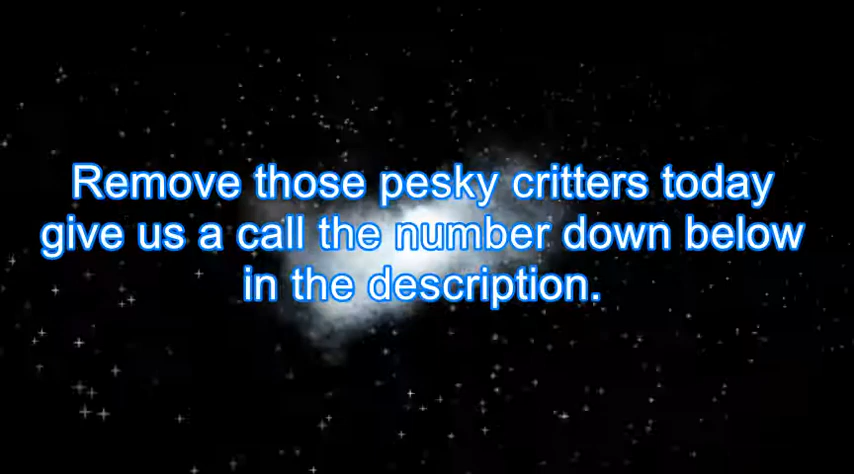 Remove those pesky critters today
give us a call the number down below
in the description.